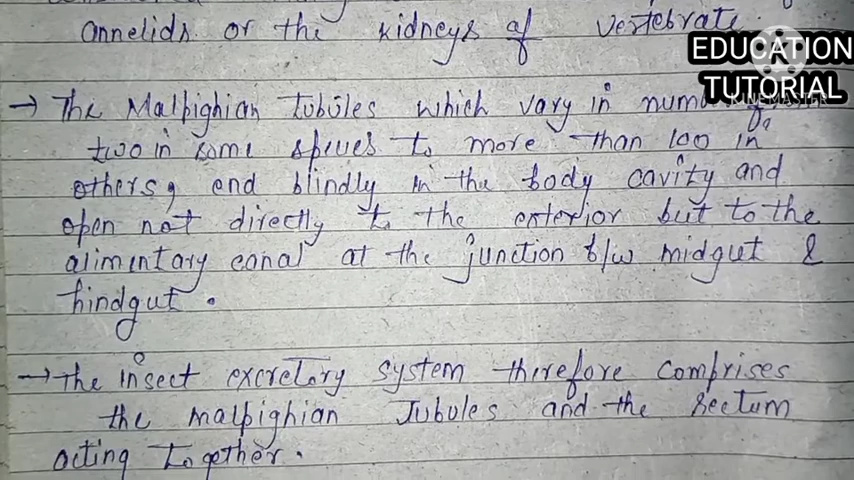 annelids or the kidneys of vertebrate.
EDUCATION
TUTORIAL
→ The Malpighian tubules which vary in num
two in some species to more than 100 in
others, end blindly in the body cavity and
open not directly to the exterior but to the
alimentary canal at the junction b/w midgut &
hindgut.
→ The insect excretory system therefore comprises
the malpighian Tubules and the rectum
acting together.